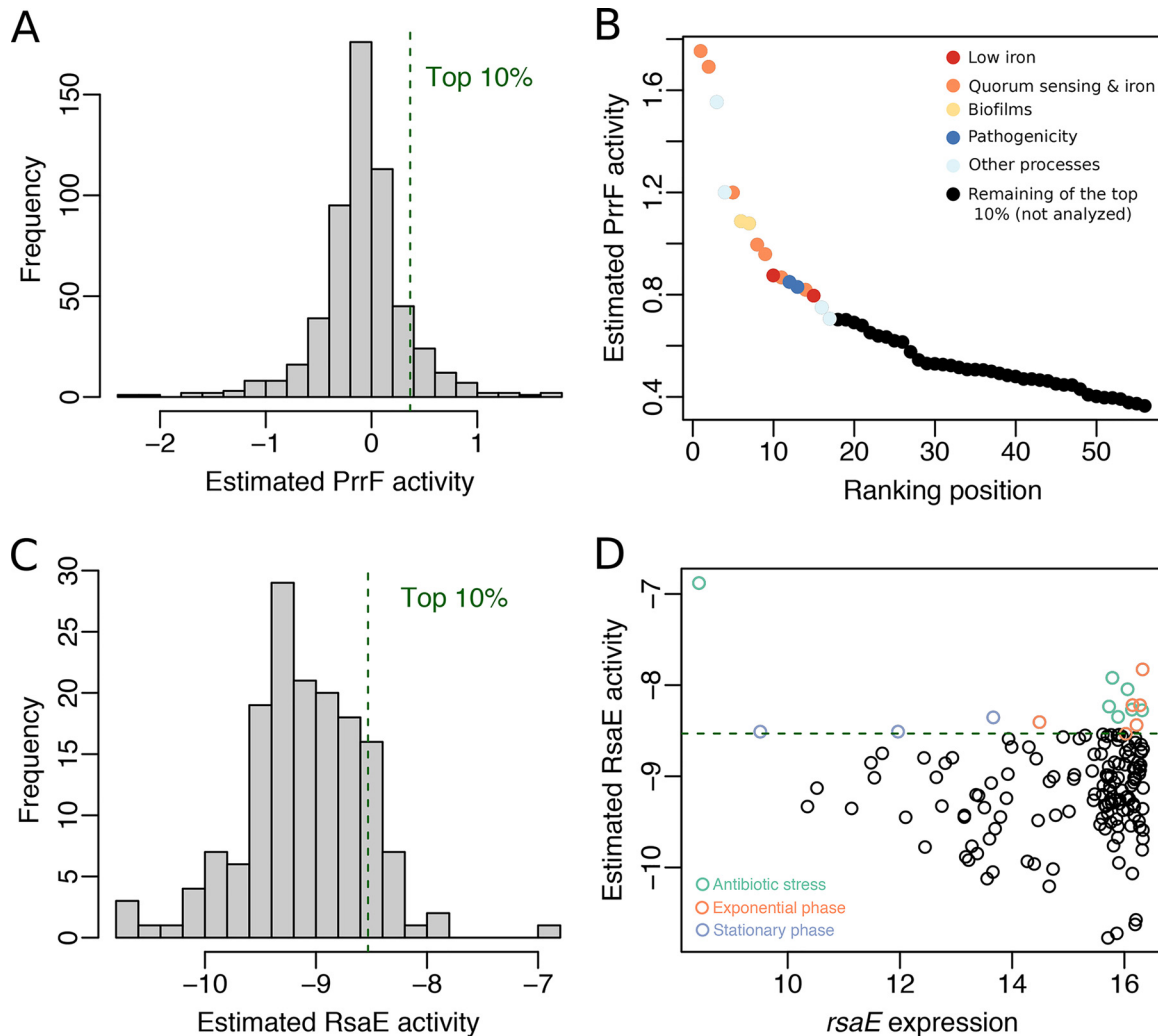 A
Top 10%
Frequency
0
50
100
150
−2
−1
0
1
Estimated PrrF activity
B
Low iron
Quorum sensing & iron
Biofilms
Pathogenicity
Other processes
Remaining of the top
10% (not analyzed)
Estimated PrrF activity
0.4
0.8
1.2
1.6
0
10
20
30
40
50
Ranking position
C
Top 10%
Frequency
0
5
10
15
20
25
30
−10
−9
−8
−7
Estimated RsaE activity
D
Estimated RsaE activity
−7
−8
−9
−10
Antibiotic stress
Exponential phase
Stationary phase
10
12
14
16
rsaE expression